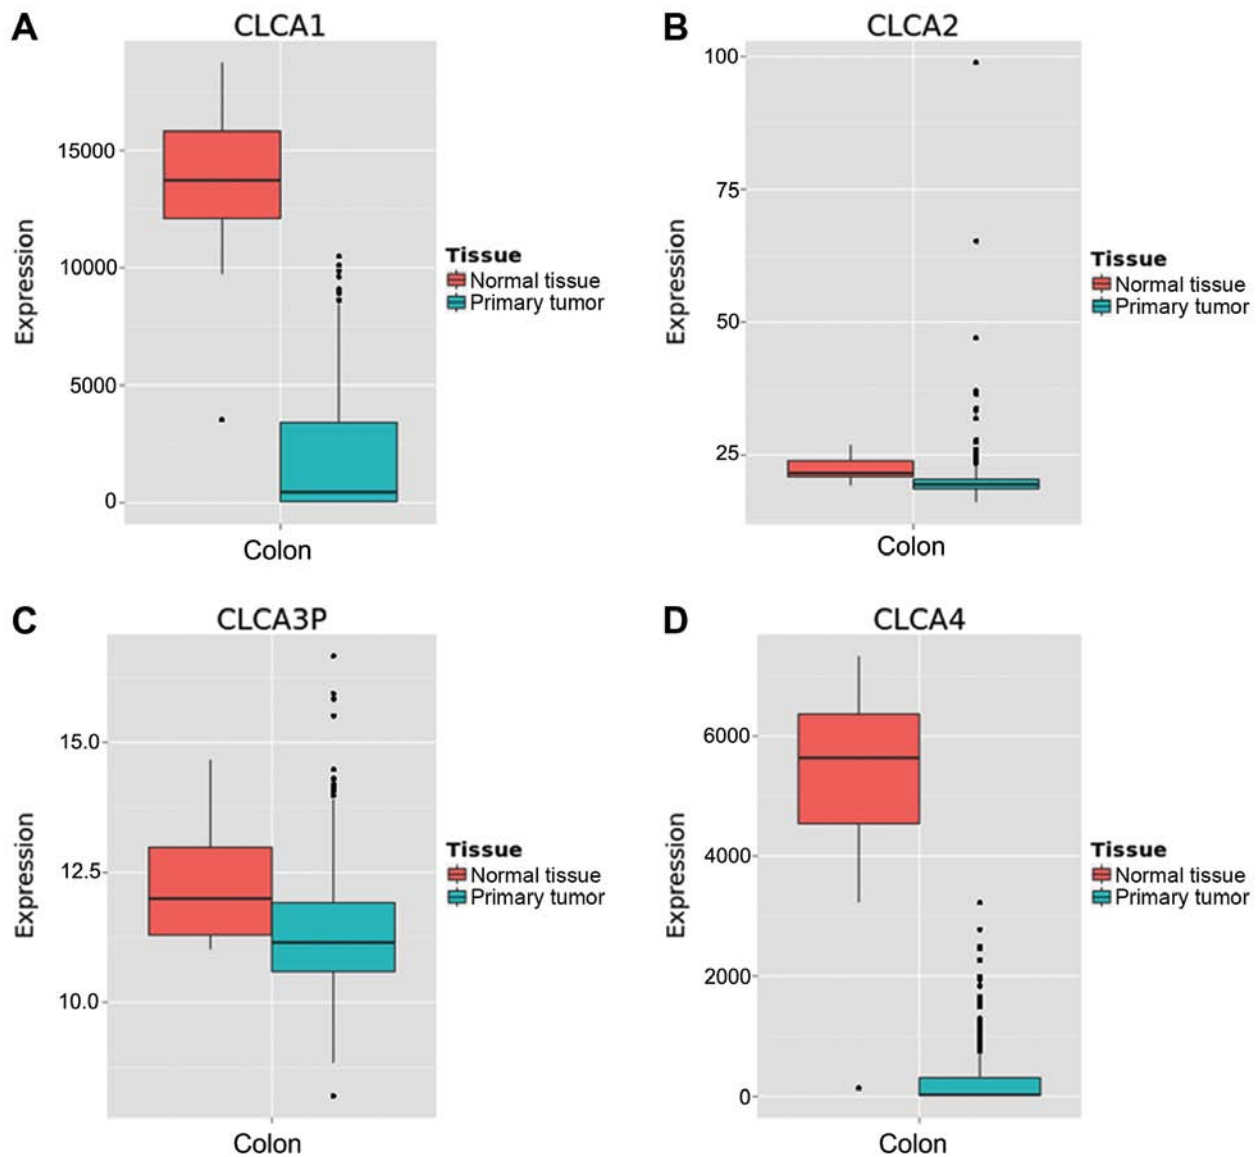 A
CLCA1
Expression
15000
10000
5000
0
Colon
Tissue
Normal tissue
Primary tumor
B
CLCA2
Expression
100
75
50
25
Colon
Tissue
Normal tissue
Primary tumor
C
CLCA3P
Expression
15.0
12.5
10.0
Colon
Tissue
Normal tissue
Primary tumor
D
CLCA4
Expression
6000
4000
2000
0
Colon
Tissue
Normal tissue
Primary tumor